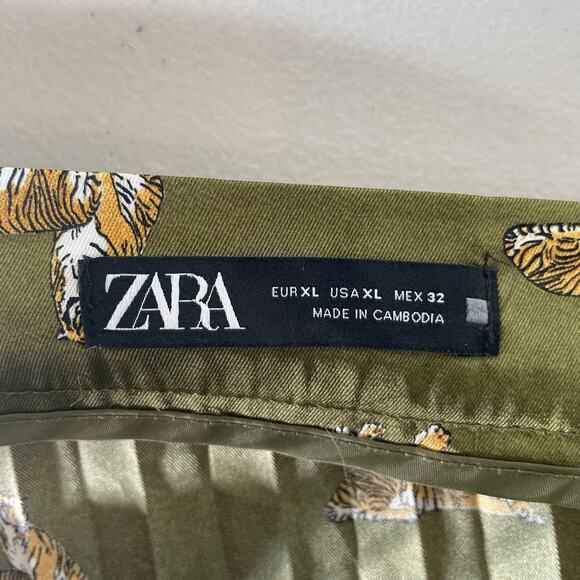 ZARA
EUR XL USA XL MEX 32
MADE IN CAMBODIA